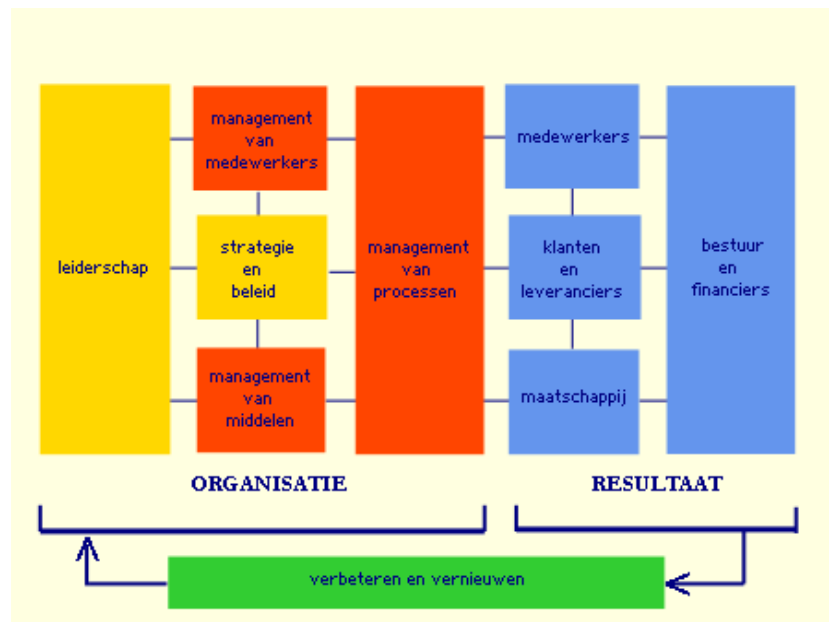 leiderschap
management
van
medewerkers
strategie
en
beleid
management
van
middelen
management
van
processen
medewerkers
klanten
en
leveranciers
maatschappij
bestuur
en
financiers
ORGANISATIE
RESULTAAT
verbeteren en vernieuwen